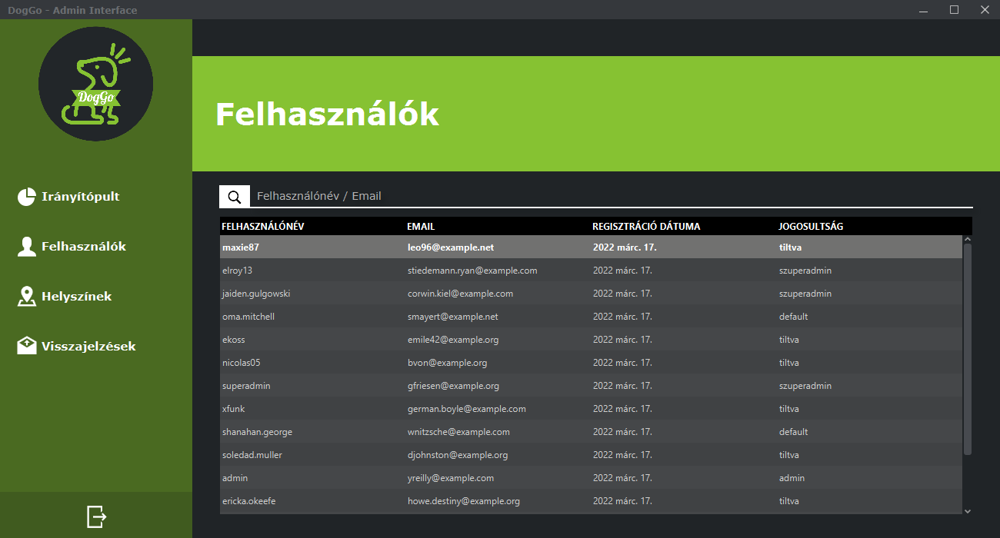 DogGo - Admin Interface
DogGo
Irányítópult
Felhasználók
Helyszínek
Visszajelzések
Felhasználók
Felhasználónév / Email
FELHASZNÁLÓNÉV EMAIL REGISZTRÁCIÓ DÁTUMA JOGOSULTSÁG
maxie87 leo96@example.net 2022 márc. 17. tiltva
elroy13 stiedemann.ryan@example.com 2022 márc. 17. szuperadmin
jaiden.gulgowski corwin.kiel@example.com 2022 márc. 17. szuperadmin
oma.mitchell smayert@example.net 2022 márc. 17. default
ekoss emile42@example.org 2022 márc. 17. tiltva
nicolas05 bvon@example.org 2022 márc. 17. tiltva
superadmin gfriesen@example.org 2022 márc. 17. szuperadmin
xfunk german.boyle@example.com 2022 márc. 17. tiltva
shanahan.george wnitzsche@example.com 2022 márc. 17. default
soledad.muller djohnston@example.org 2022 márc. 17. tiltva
admin yreilly@example.com 2022 márc. 17. admin
ericka.okeefe howe.destiny@example.org 2022 márc. 17. tiltva